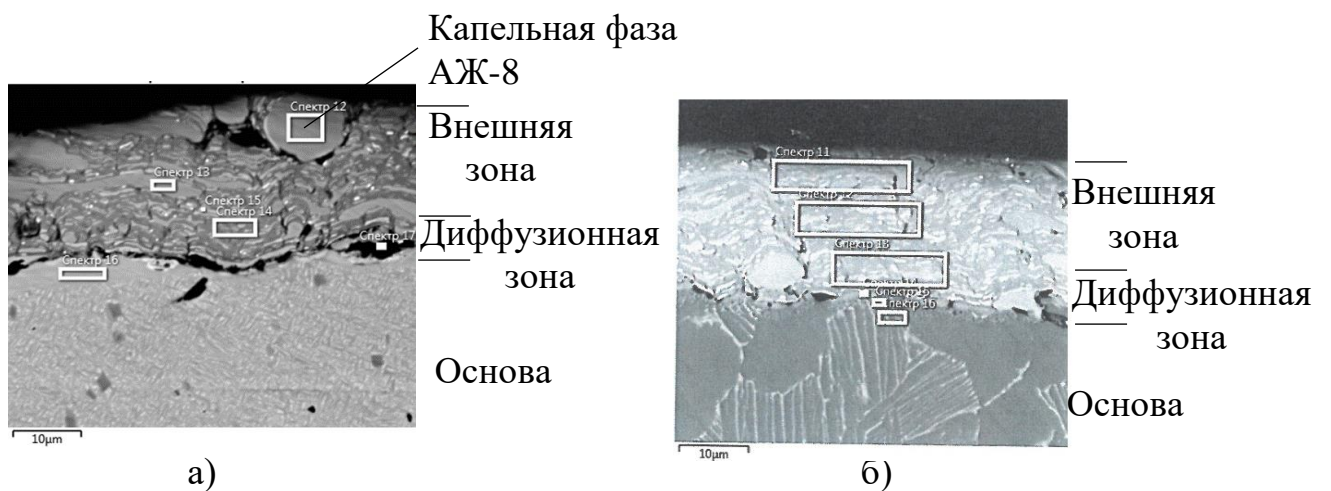 Капельная фаза
АЖ-8
Внешняя
зона
Диффузионная
зона
Основа
Спектр 12
Спектр 13
Спектр 15
Спектр 14
Спектр 17
Спектр 16
10µm
а)
Спектр 11
Спектр 12
Спектр 13
Спектр 15
Спектр 16
Внешняя
зона
Диффузионная
зона
Основа
10µm
б)